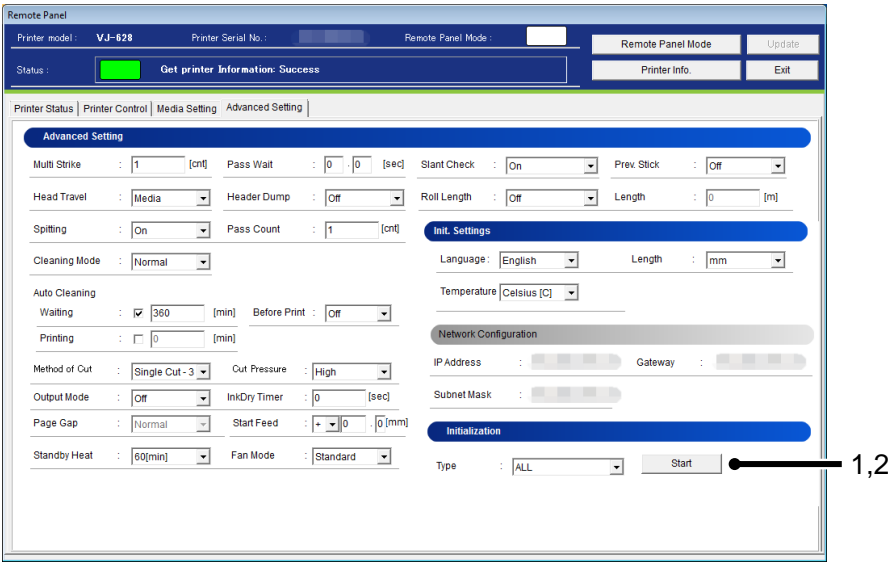 Remote Panel
Printer model : VJ-628 Printer Serial No. : Remote Panel Mode : Remote Panel Mode Update
Status : Get printer Information: Success Printer Info. Exit
Printer Status Printer Control Media Setting Advanced Setting
Advanced Setting
Multi Strike : 1 [cnt] Pass Wait : 0 . 0 [sec] Slant Check : On Prev. Stick : Off
Head Travel : Media Header Dump : Off Roll Length : Off Length : 0 [m]
Spitting : On Pass Count : 1 [cnt] Init. Settings
Cleaning Mode : Normal Language : English Length : mm
Auto Cleaning Temperature Celsius [C]
Waiting : 360 [min] Before Print : Off
Printing : 0 [min] Network Configuration
IP Address : Gateway :
Method of Cut : Single Cut - 3 Cut Pressure : High
Output Mode : Off InkDry Timer : 0 [sec] Subnet Mask :
Page Gap : Normal Start Feed : + 0 . 0 [mm] Initialization
Standby Heat : 60[min] Fan Mode : Standard Type : ALL Start 1,2